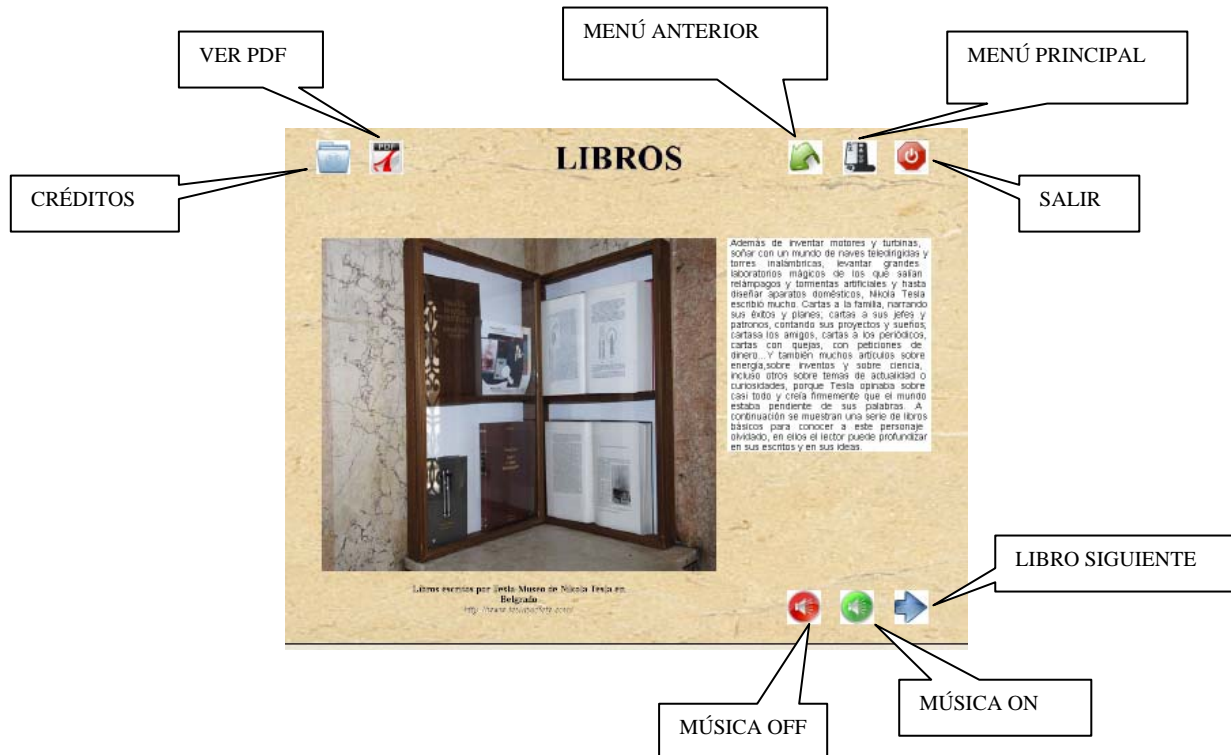 MENÚ ANTERIOR
VER PDF
MENÚ PRINCIPAL
PDF
LIBROS
CRÉDITOS
SALIR
Además de inventar motores y turbinas,
soñar con un mundo de naves teledirigidas y
torres inalámbricas, levantar grandes
laboratorios mágicos de los que salían
relámpagos y tormentas artificiales y hasta
diseñar aparatos domésticos, Nikola Tesla
escribió mucho. Cartas a la familia, narrando
sus éxitos y planes; cartas a sus jefes y
patronos, contando sus proyectos y sueños;
cartasa los amigos, cartas a los periódicos,
cartas con quejas, con peticiones de
dinero...Y también muchos artículos sobre
energía,sobre inventos y sobre ciencia,
incluso otros sobre temas de actualidad o
curiosidades, porque Tesla opinaba sobre
casi todo y creía firmemente que el mundo
estaba pendiente de sus palabras. A
continuación se muestran una serie de libros
básicos para conocer a este personaje
olvidado, en ellos el lector puede profundizar
en sus escritos y en sus ideas.
LIBRO SIGUIENTE
Libros escritos por Tesla-Museo de Nikola Tesla en
Belgrado
MÚSICA ON
MÚSICA OFF